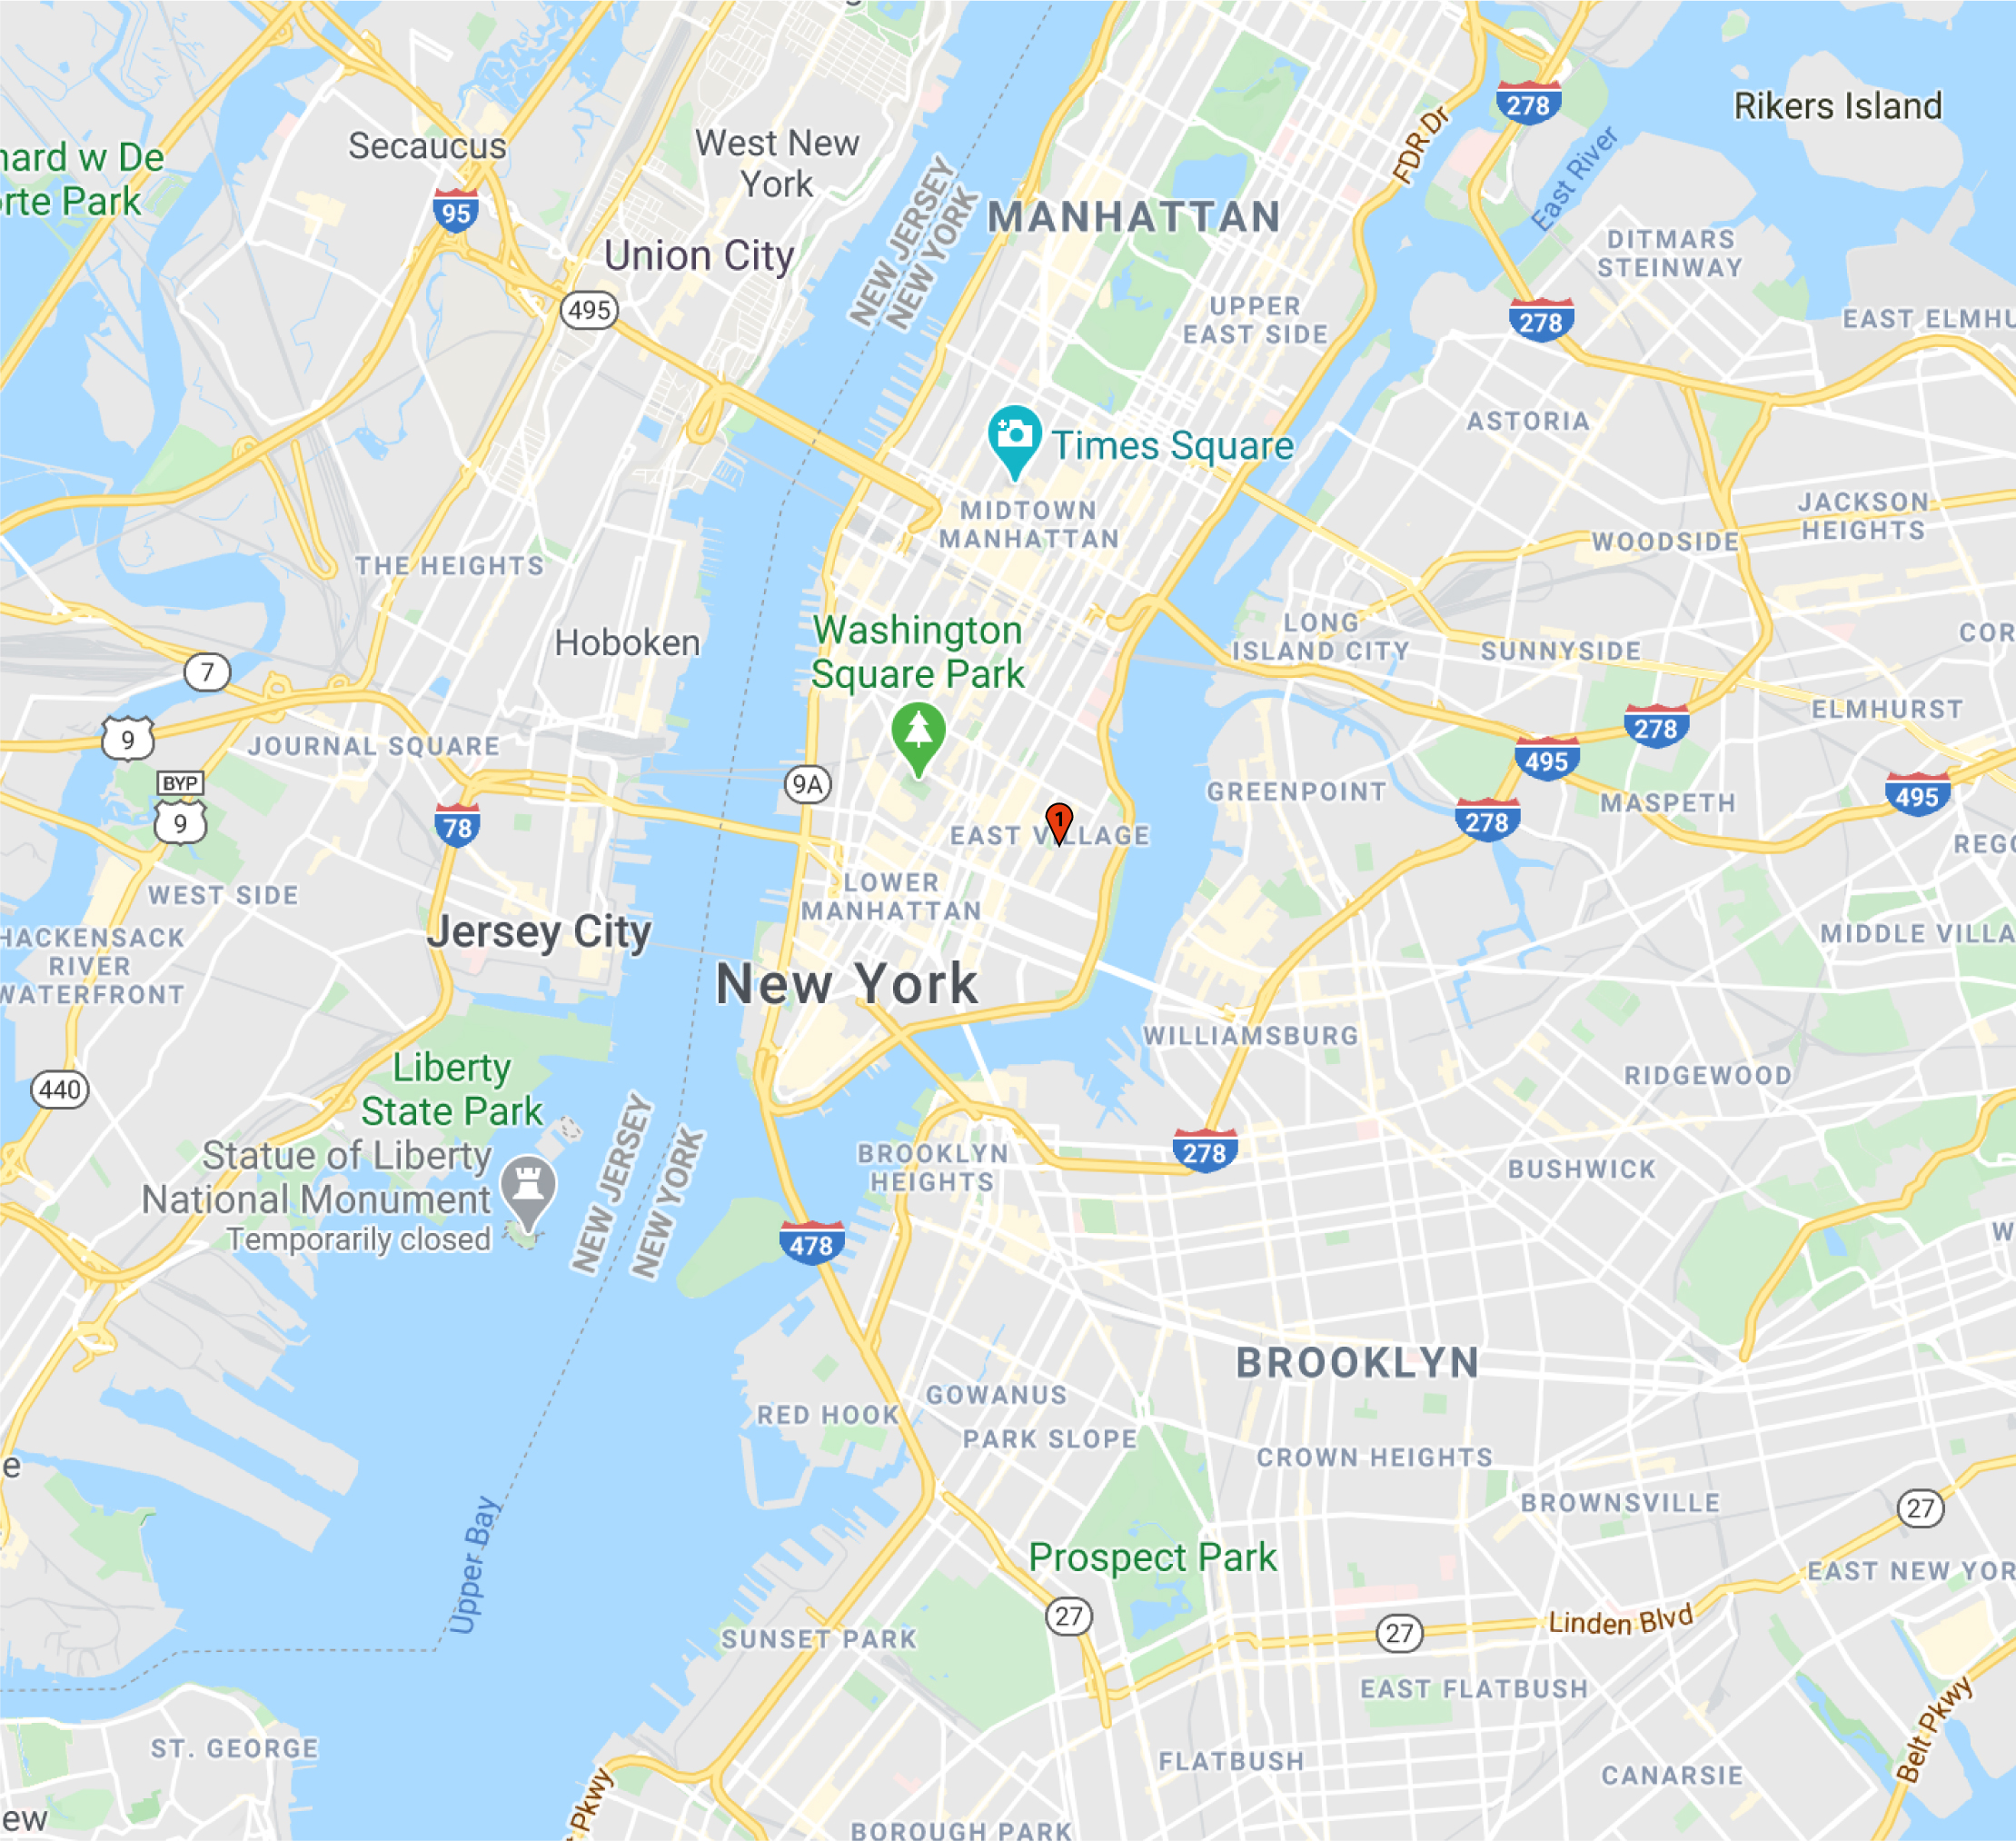 278
Rikers Island
FDR Dr
East River
Secaucus
West New
York
nard w De
orte Park
95
NEW JERSEY
NEW YORK
MANHATTAN
DITMARS
STEINWAY
Union City
495
UPPER
EAST SIDE
278
EAST ELMHU
ASTORIA
Times Square
MIDTOWN
MANHATTAN
JACKSON
HEIGHTS
WOODSIDE
THE HEIGHTS
Hoboken
Washington
Square Park
LONG
ISLAND CITY
SUNNYSIDE
COR
7
9
JOURNAL SQUARE
ELMHURST
278
495
BYP
9
78
9A
GREENPOINT
278
MASPETH
495
1
EAST VILLAGE
REGO
WEST SIDE
LOWER
MANHATTAN
HACKENSACK
RIVER
WATERFRONT
Jersey City
MIDDLE VILLA
New York
WILLIAMSBURG
RIDGEWOOD
440
Liberty
State Park
Statue of Liberty
National Monument
Temporarily closed
NEW JERSEY
NEW YORK
BROOKLYN
HEIGHTS
278
BUSHWICK
W
478
BROOKLYN
GOWANUS
RED HOOK
PARK SLOPE
CROWN HEIGHTS
e
BROWNSVILLE
27
Upper Bay
Prospect Park
EAST NEW YOR
27
27
Linden Blvd
SUNSET PARK
EAST FLATBUSH
Belt Pkwy
ST. GEORGE
FLATBUSH
CANARSIE
Pkwy
ew
BOROUGH PARK